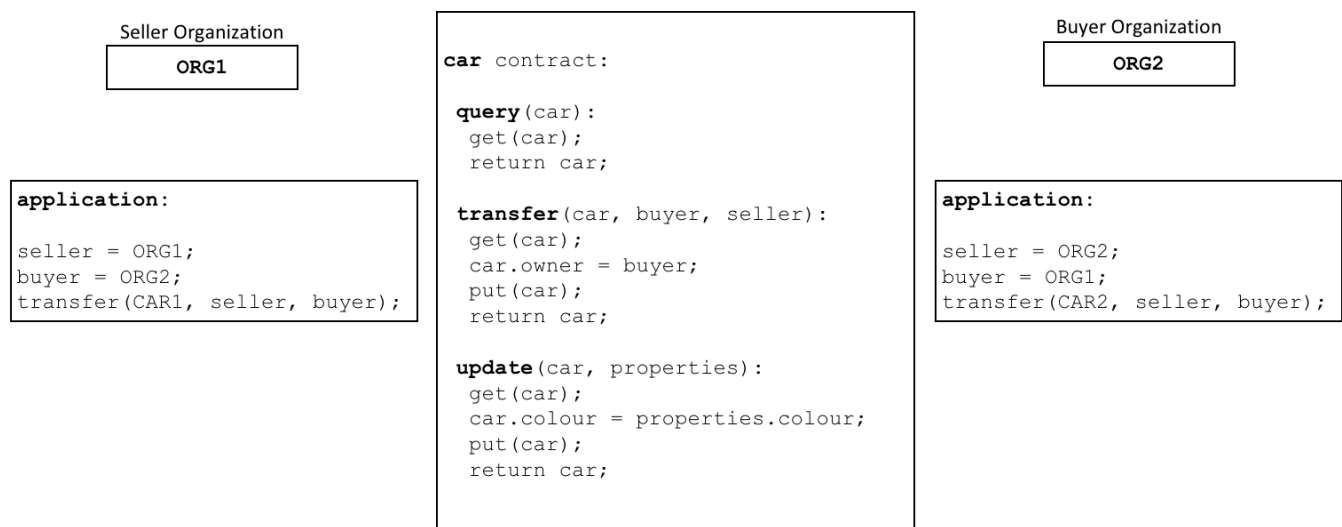 Seller Organization
ORG1
application:
seller = ORG1;
buyer = ORG2;
transfer(CAR1, seller, buyer);
car contract:
query(car):
get(car);
return car;
transfer(car, buyer, seller):
get(car);
car.owner = buyer;
put(car);
return car;
update(car, properties):
get(car);
car.colour = properties.colour;
put(car);
return car;
Buyer Organization
ORG2
application:
seller = ORG2;
buyer = ORG1;
transfer(CAR2, seller, buyer);